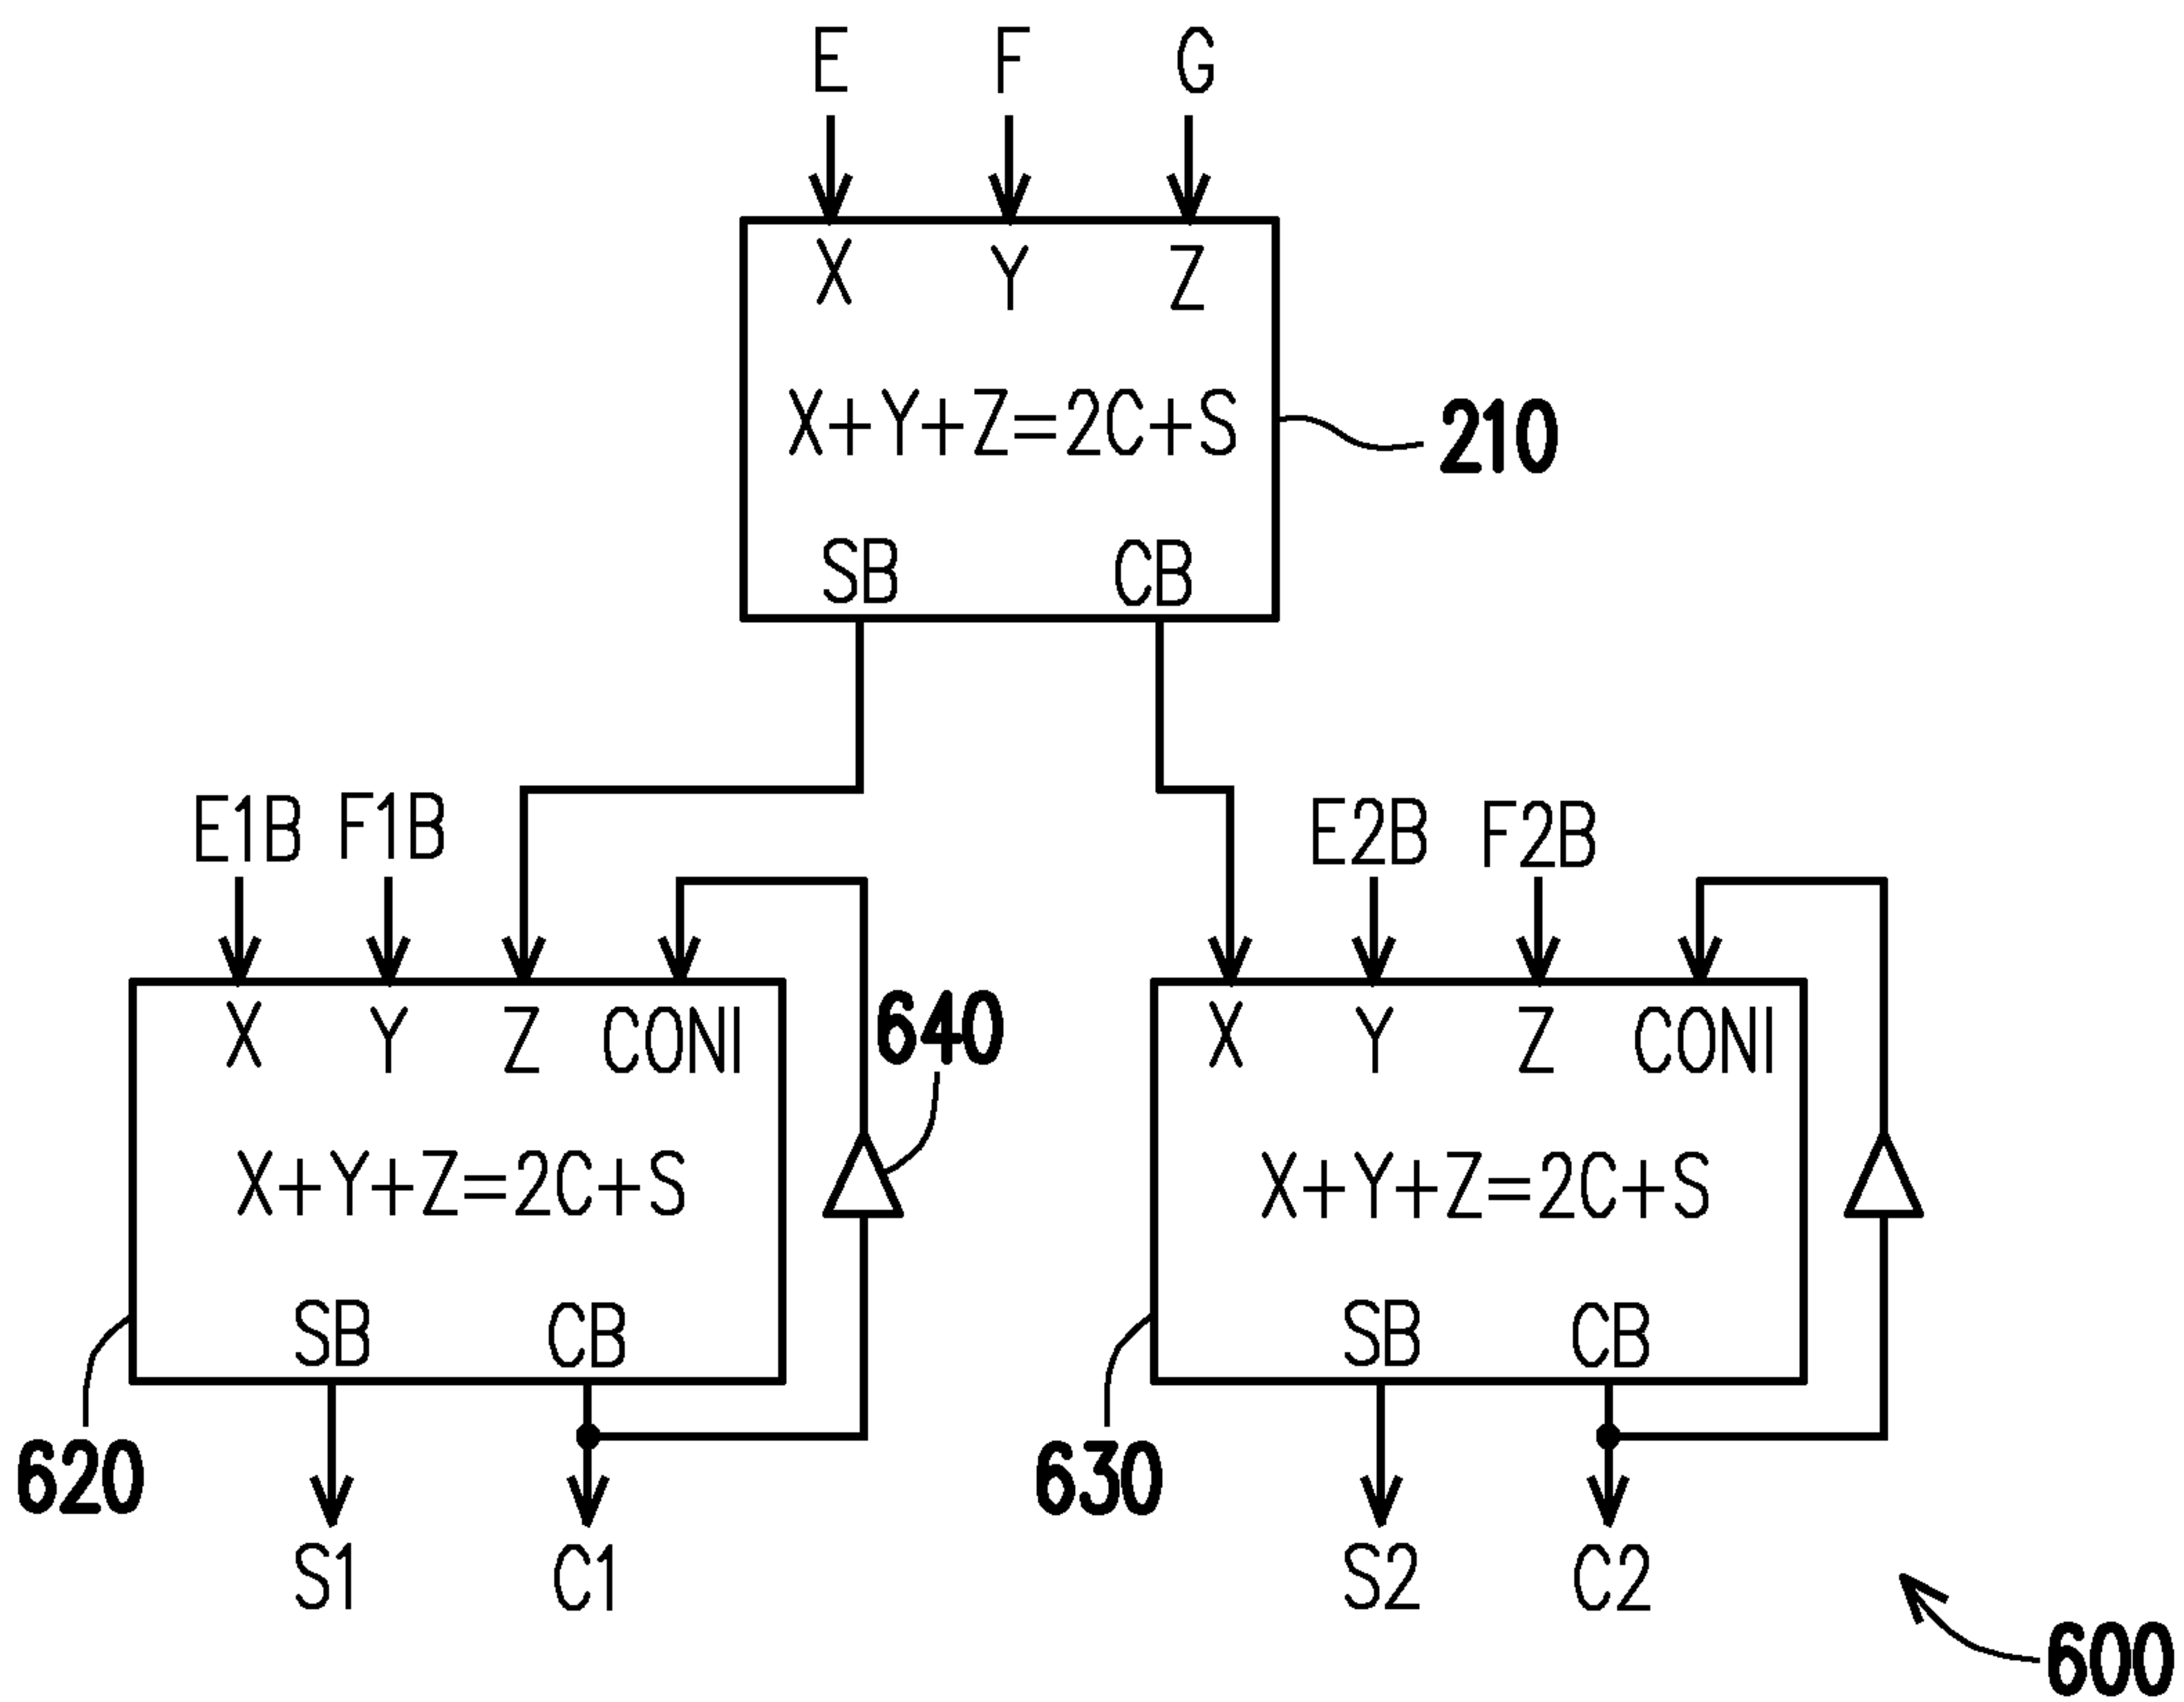 E F G
X Y Z
X+Y+Z=2C+S
210
SB CB
E1B F1B
E2B F2B
X Y Z CONI
640
X Y Z CONI
X+Y+Z=2C+S
X+Y+Z=2C+S
SB CB
SB CB
620
630
S1 C1
S2 C2
600